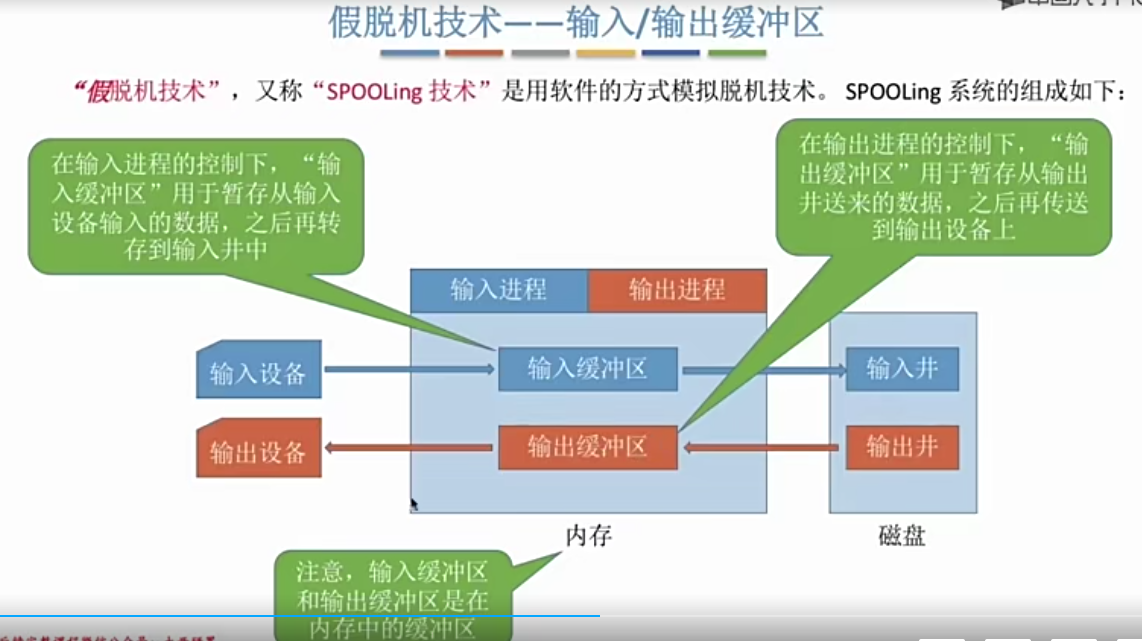 假脱机技术——输入/输出缓冲区
“假脱机技术”，又称“SPOOLing 技术”是用软件的方式模拟脱机技术。 SPOOLing 系统的组成如下：
在输入进程的控制下，“输
入缓冲区”用于暂存从输入
设备输入的数据，之后再转
存到输入井中
在输出进程的控制下，“输
出缓冲区”用于暂存从输出
井送来的数据，之后再传送
到输出设备上
输入进程
输出进程
输入设备
输入缓冲区
输入井
输出设备
输出缓冲区
输出井
内存
磁盘
注意，输入缓冲区
和输出缓冲区是在
内存中的缓冲区